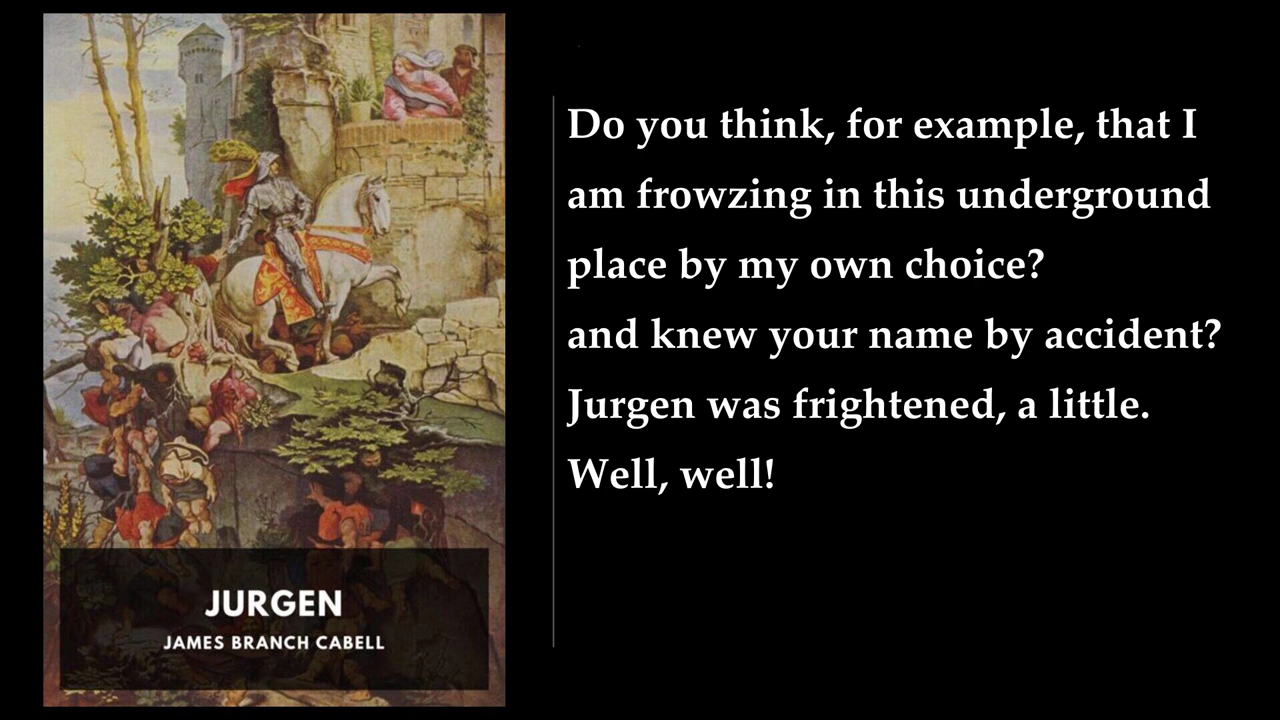 JURGEN
JAMES BRANCH CABELL
Do you think, for example, that I
am frowzing in this underground
place by my own choice?
and knew your name by accident?
Jurgen was frightened, a little.
Well, well!